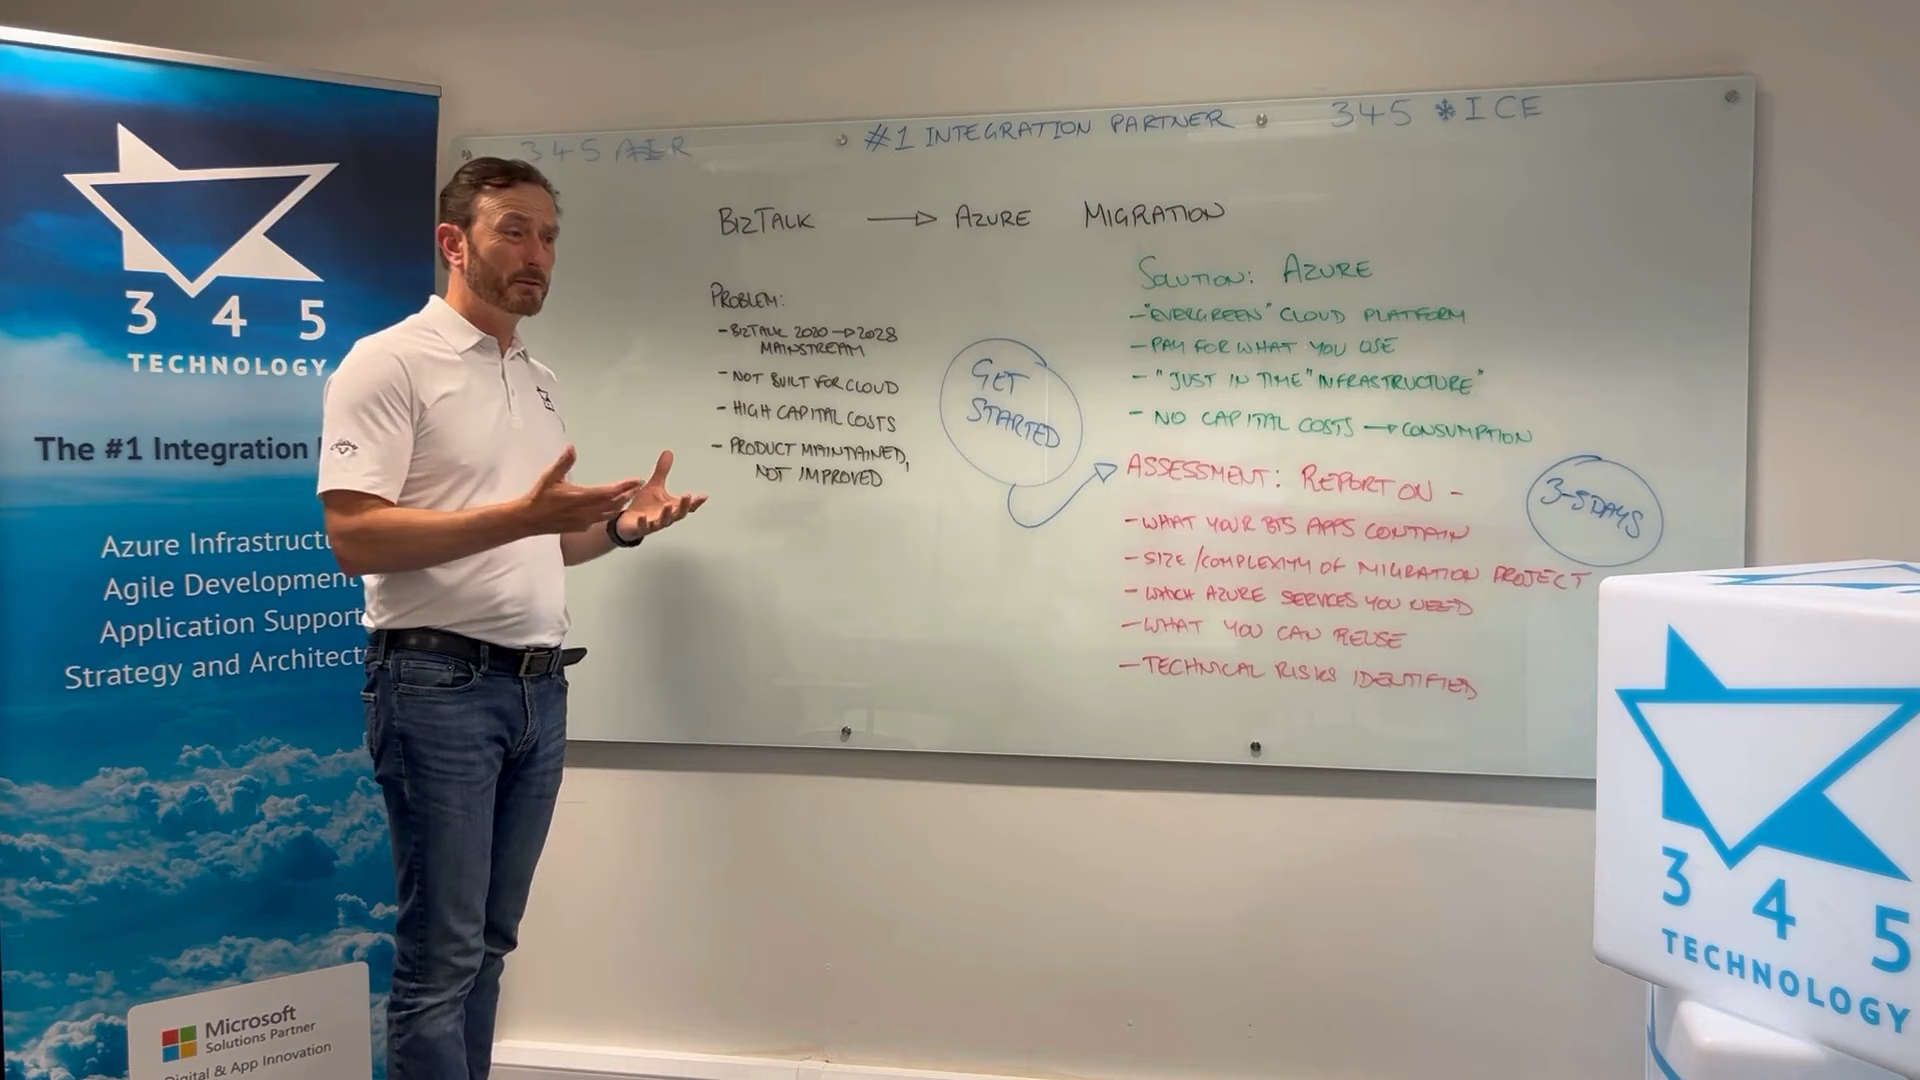 3 4 5
TECHNOLOGY
The #1 Integration
Azure
Agile Development
Application Support
Strategy and
Microsoft
Solutions Partner
& App Innovation
345 AIR
#1 INTEGRATION PARTNER
345 *ICE
BIZTALK → AZURE MIGRATION
PROBLEM:
- BIZTALK 2020 → 2028
MAINSTREAM
- NOT BUILT FOR CLOUD
- HIGH CAPITAL COSTS
- PRODUCT MAINTAINED,
NOT IMPROVED
GET
STARTED
SOLUTION: AZURE
- "EVERGREEN" CLOUD PLATFORM
- PAY FOR WHAT YOU USE
- "JUST IN TIME" INFRASTRUCTURE"
- NO CAPITAL COSTS → CONSUMPTION
ASSESSMENT: REPORT ON -
- WHAT YOUR BTS APPS CONTAIN
- SIZE/COMPLEXITY OF MIGRATION PROJECT
- WHICH AZURE SERVICES YOU NEED
- WHAT YOU CAN REUSE
- TECHNICAL RISKS IDENTIFIED
3-5 DAYS
3 4 5
TECHNOLOGY